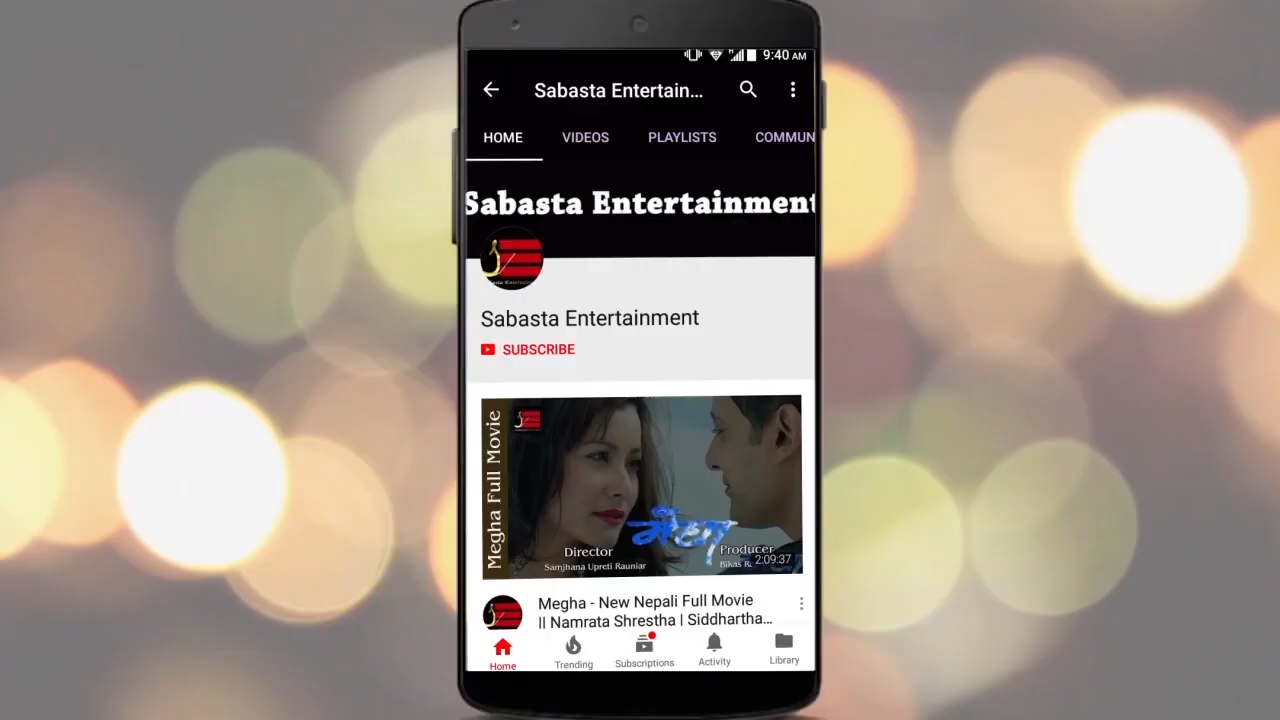 9:40 AM
Sabasta Entertain...
HOME VIDEOS PLAYLISTS COMMUN
Sabasta Entertainment
Sabasta Entertainment
SUBSCRIBE
Megha Full Movie
मेघा
Director
Samjhana Upreti Rauniar
Producer
Bikas R
2:09:37
Megha - New Nepali Full Movie
|| Namrata Shrestha | Siddhartha...
Home Trending Subscriptions Activity Library